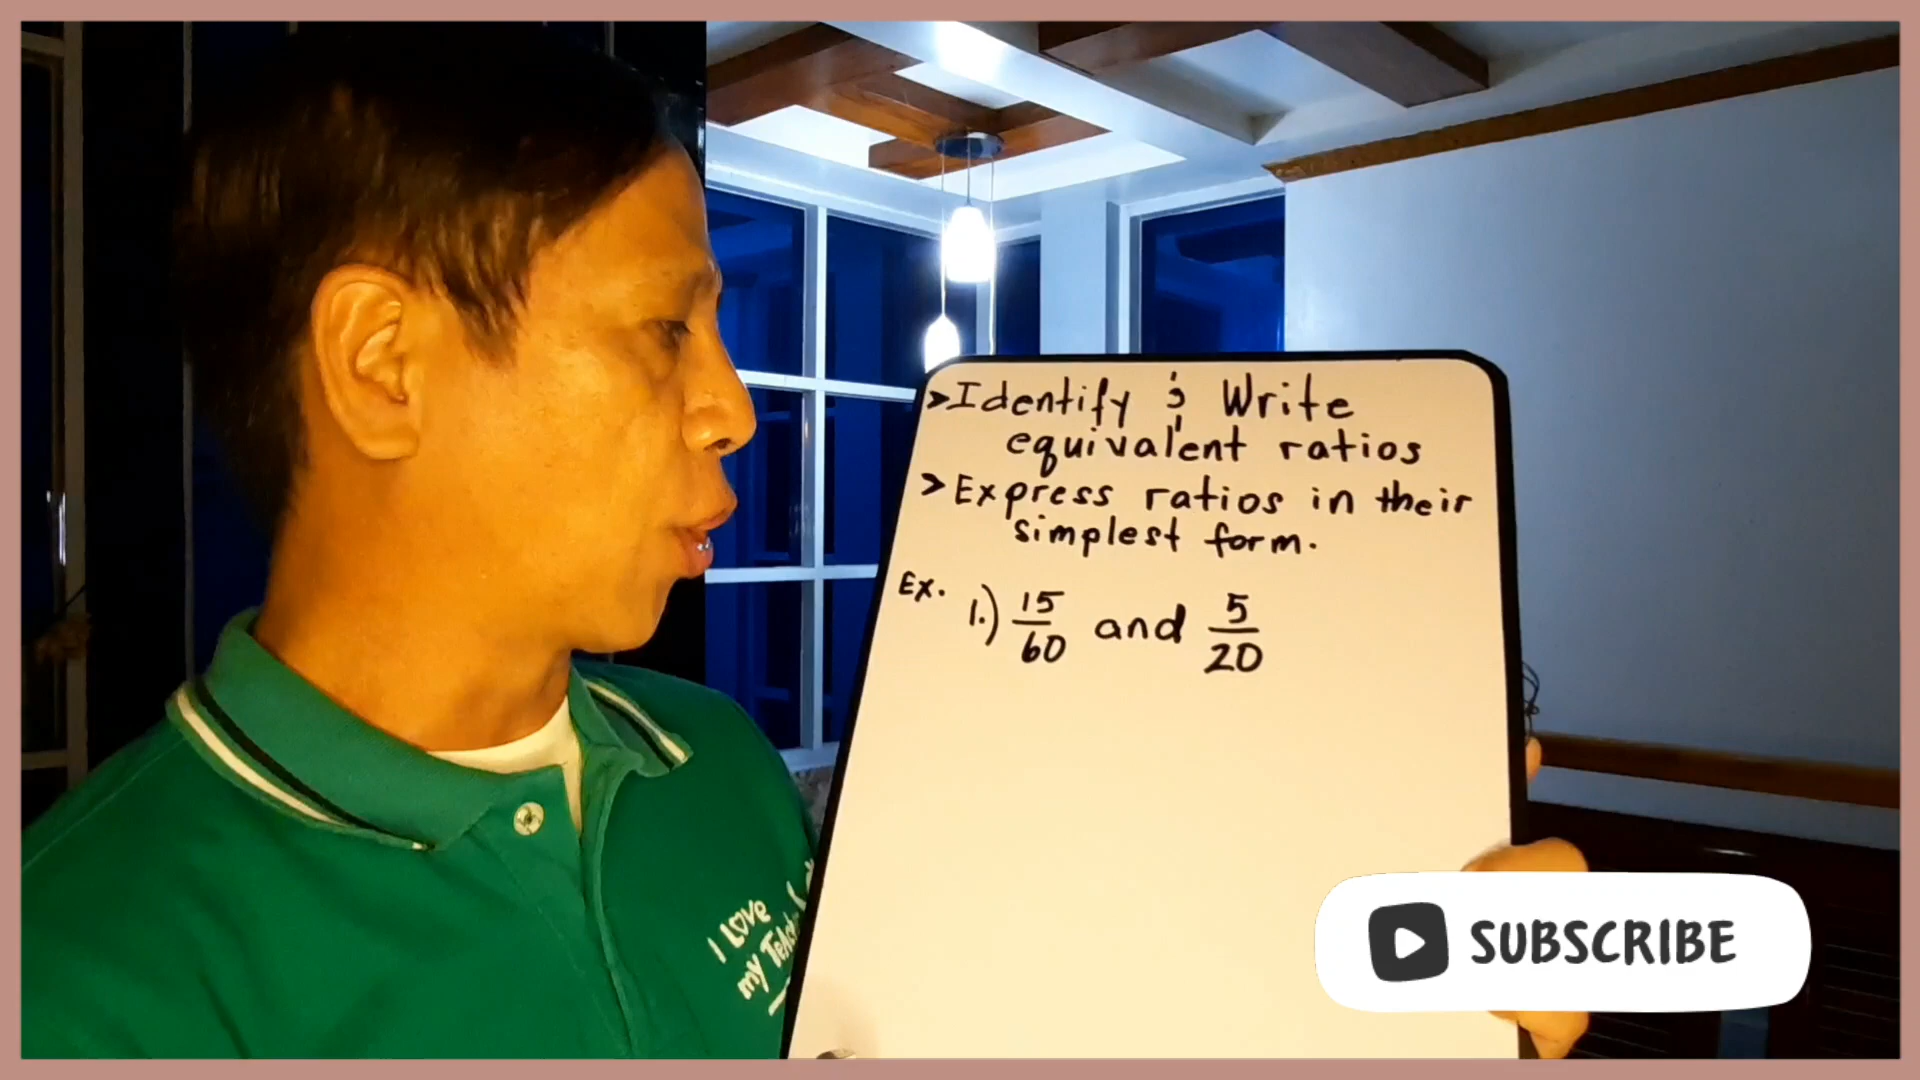 >Identify & Write
equivalent ratios
>Express ratios in their
simplest form.
Ex. 1.) 15/60 and 5/20
I LOVE
my
SUBSCRIBE